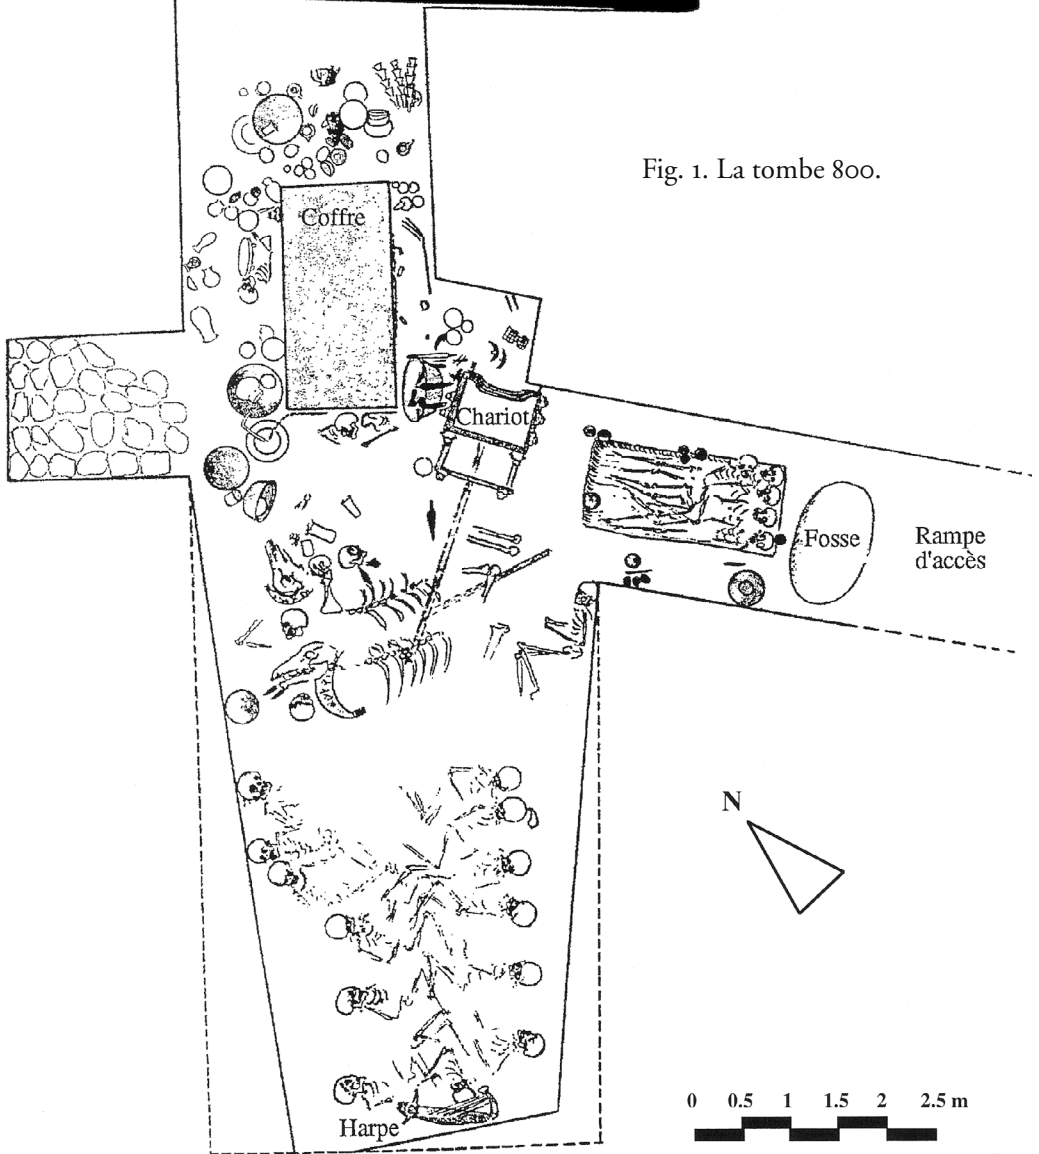 Fig. 1. La tombe 800.
Coffre
Chariot
Fosse
Rampe
d'accès
N
Harpe
0 0.5 1 1.5 2 2.5 m